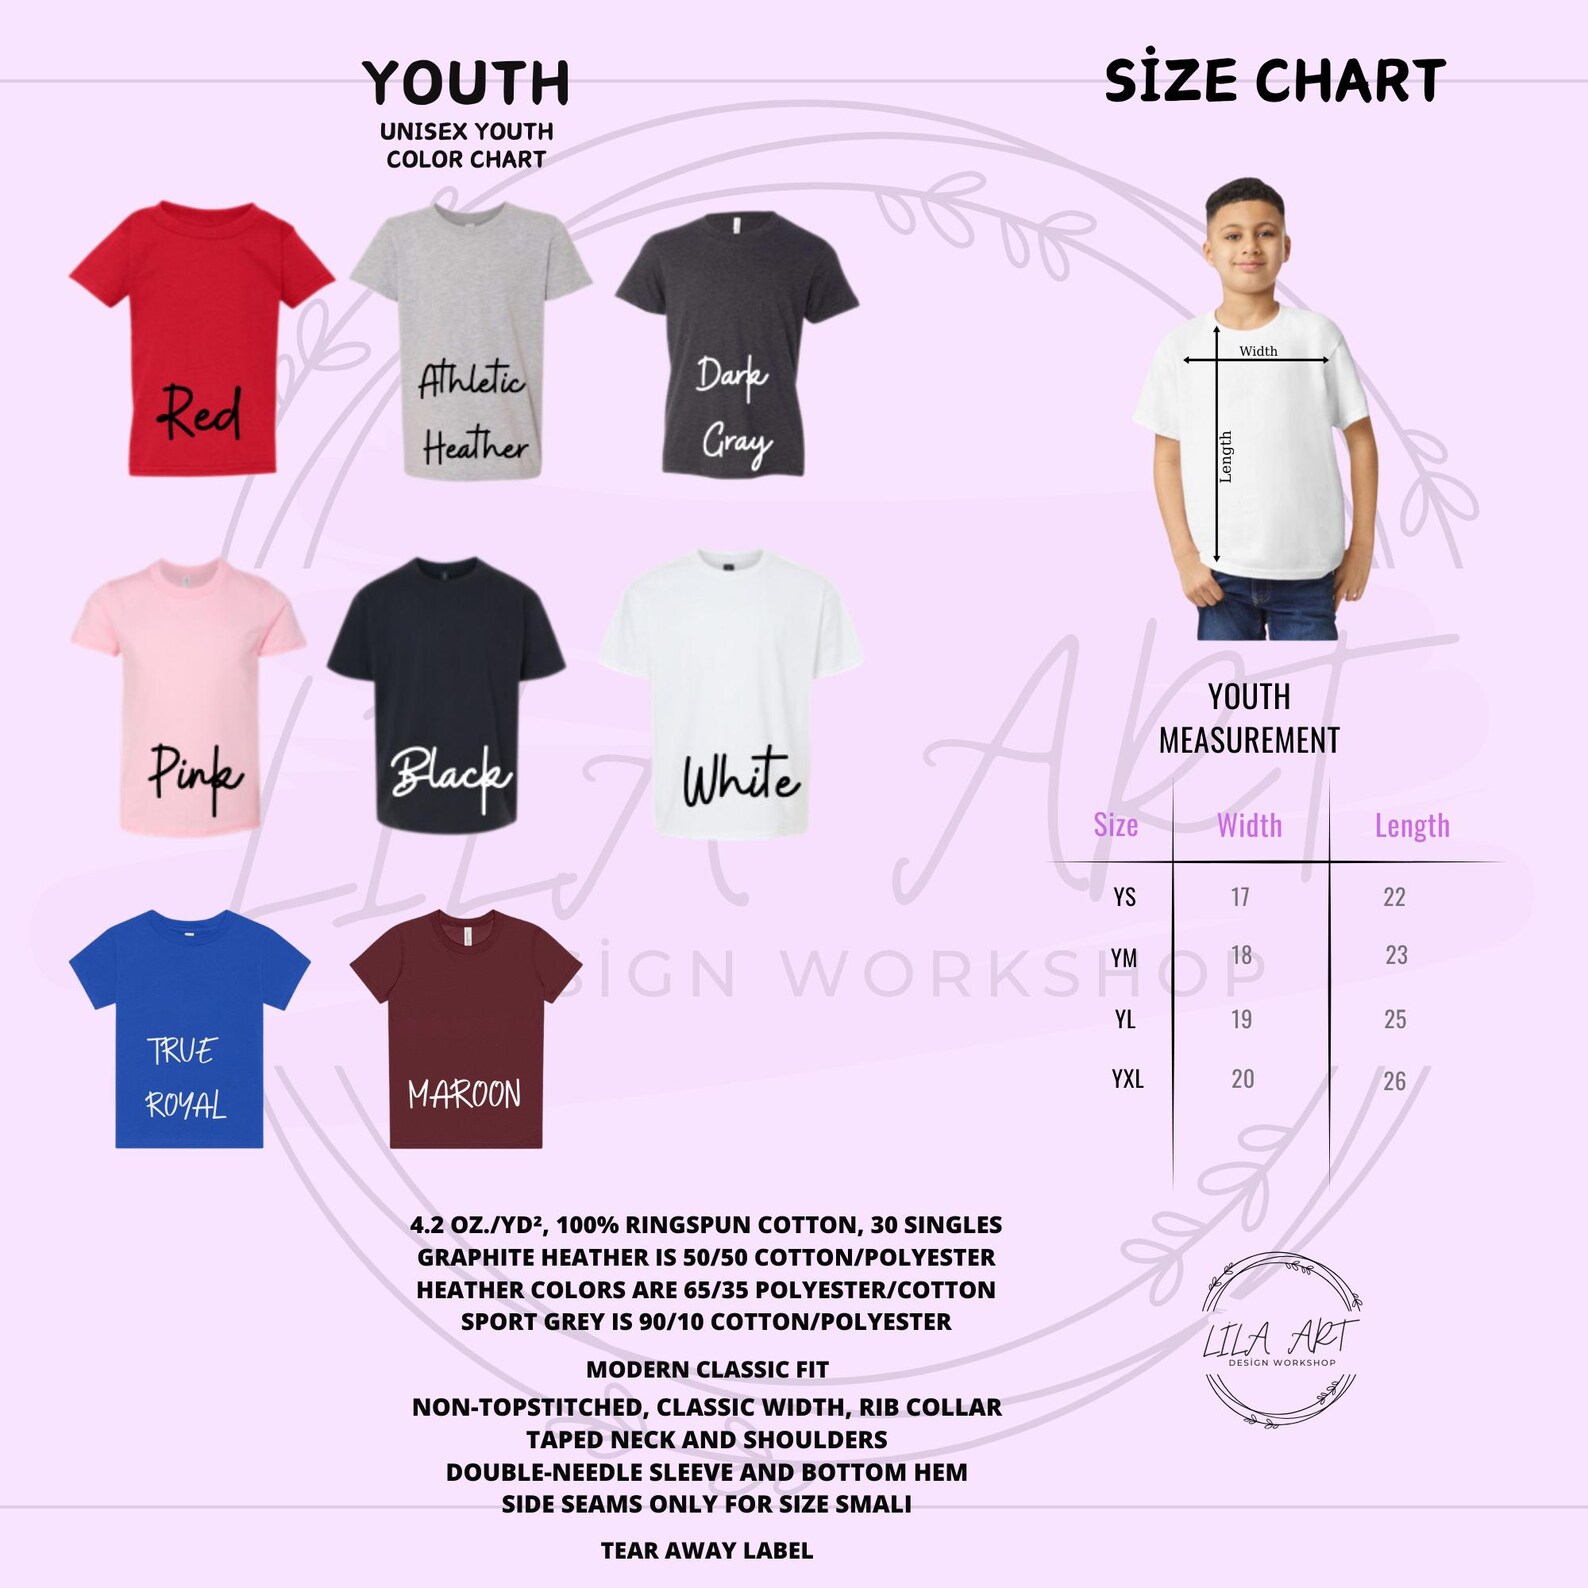 YOUTH
UNISEX YOUTH
COLOR CHART
SİZE CHART
Red
Athletic
Heather
Dark
Gray
Pink
Black
White
TRUE
ROYAL
MAROON
Width
Length
YOUTH
MEASUREMENT
Size Width Length
YS 17 22
YM 18 23
YL 19 25
YXL 20 26
LİLA ART
DESİGN WORKSHOP
4.2 OZ./YD², 100% RINGSPUN COTTON, 30 SINGLES
GRAPHITE HEATHER IS 50/50 COTTON/POLYESTER
HEATHER COLORS ARE 65/35 POLYESTER/COTTON
SPORT GREY IS 90/10 COTTON/POLYESTER
MODERN CLASSIC FIT
NON-TOPSTITCHED, CLASSIC WIDTH, RIB COLLAR
TAPED NECK AND SHOULDERS
DOUBLE-NEEDLE SLEEVE AND BOTTOM HEM
SIDE SEAMS ONLY FOR SIZE SMALI
TEAR AWAY LABEL
LİLA ART
DESİGN WORKSHOP